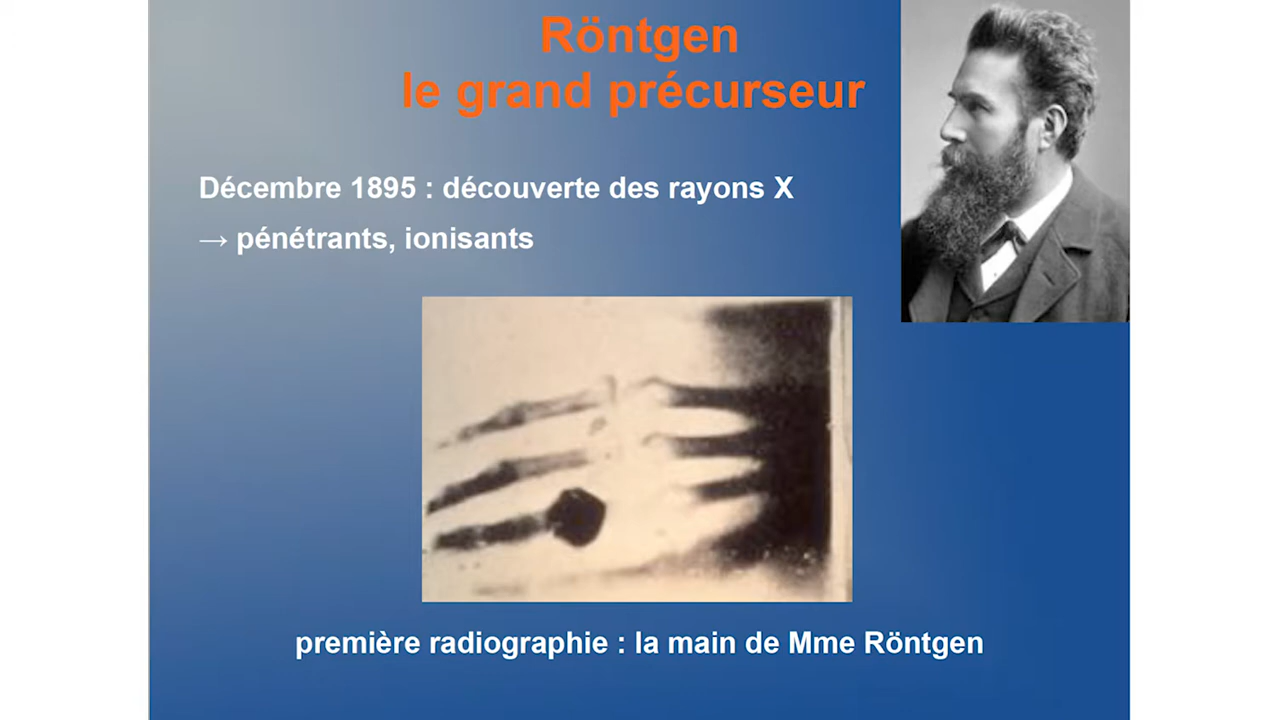 Röntgen
le grand précurseur
Décembre 1895 : découverte des rayons X
→ pénétrants, ionisants
première radiographie : la main de Mme Röntgen